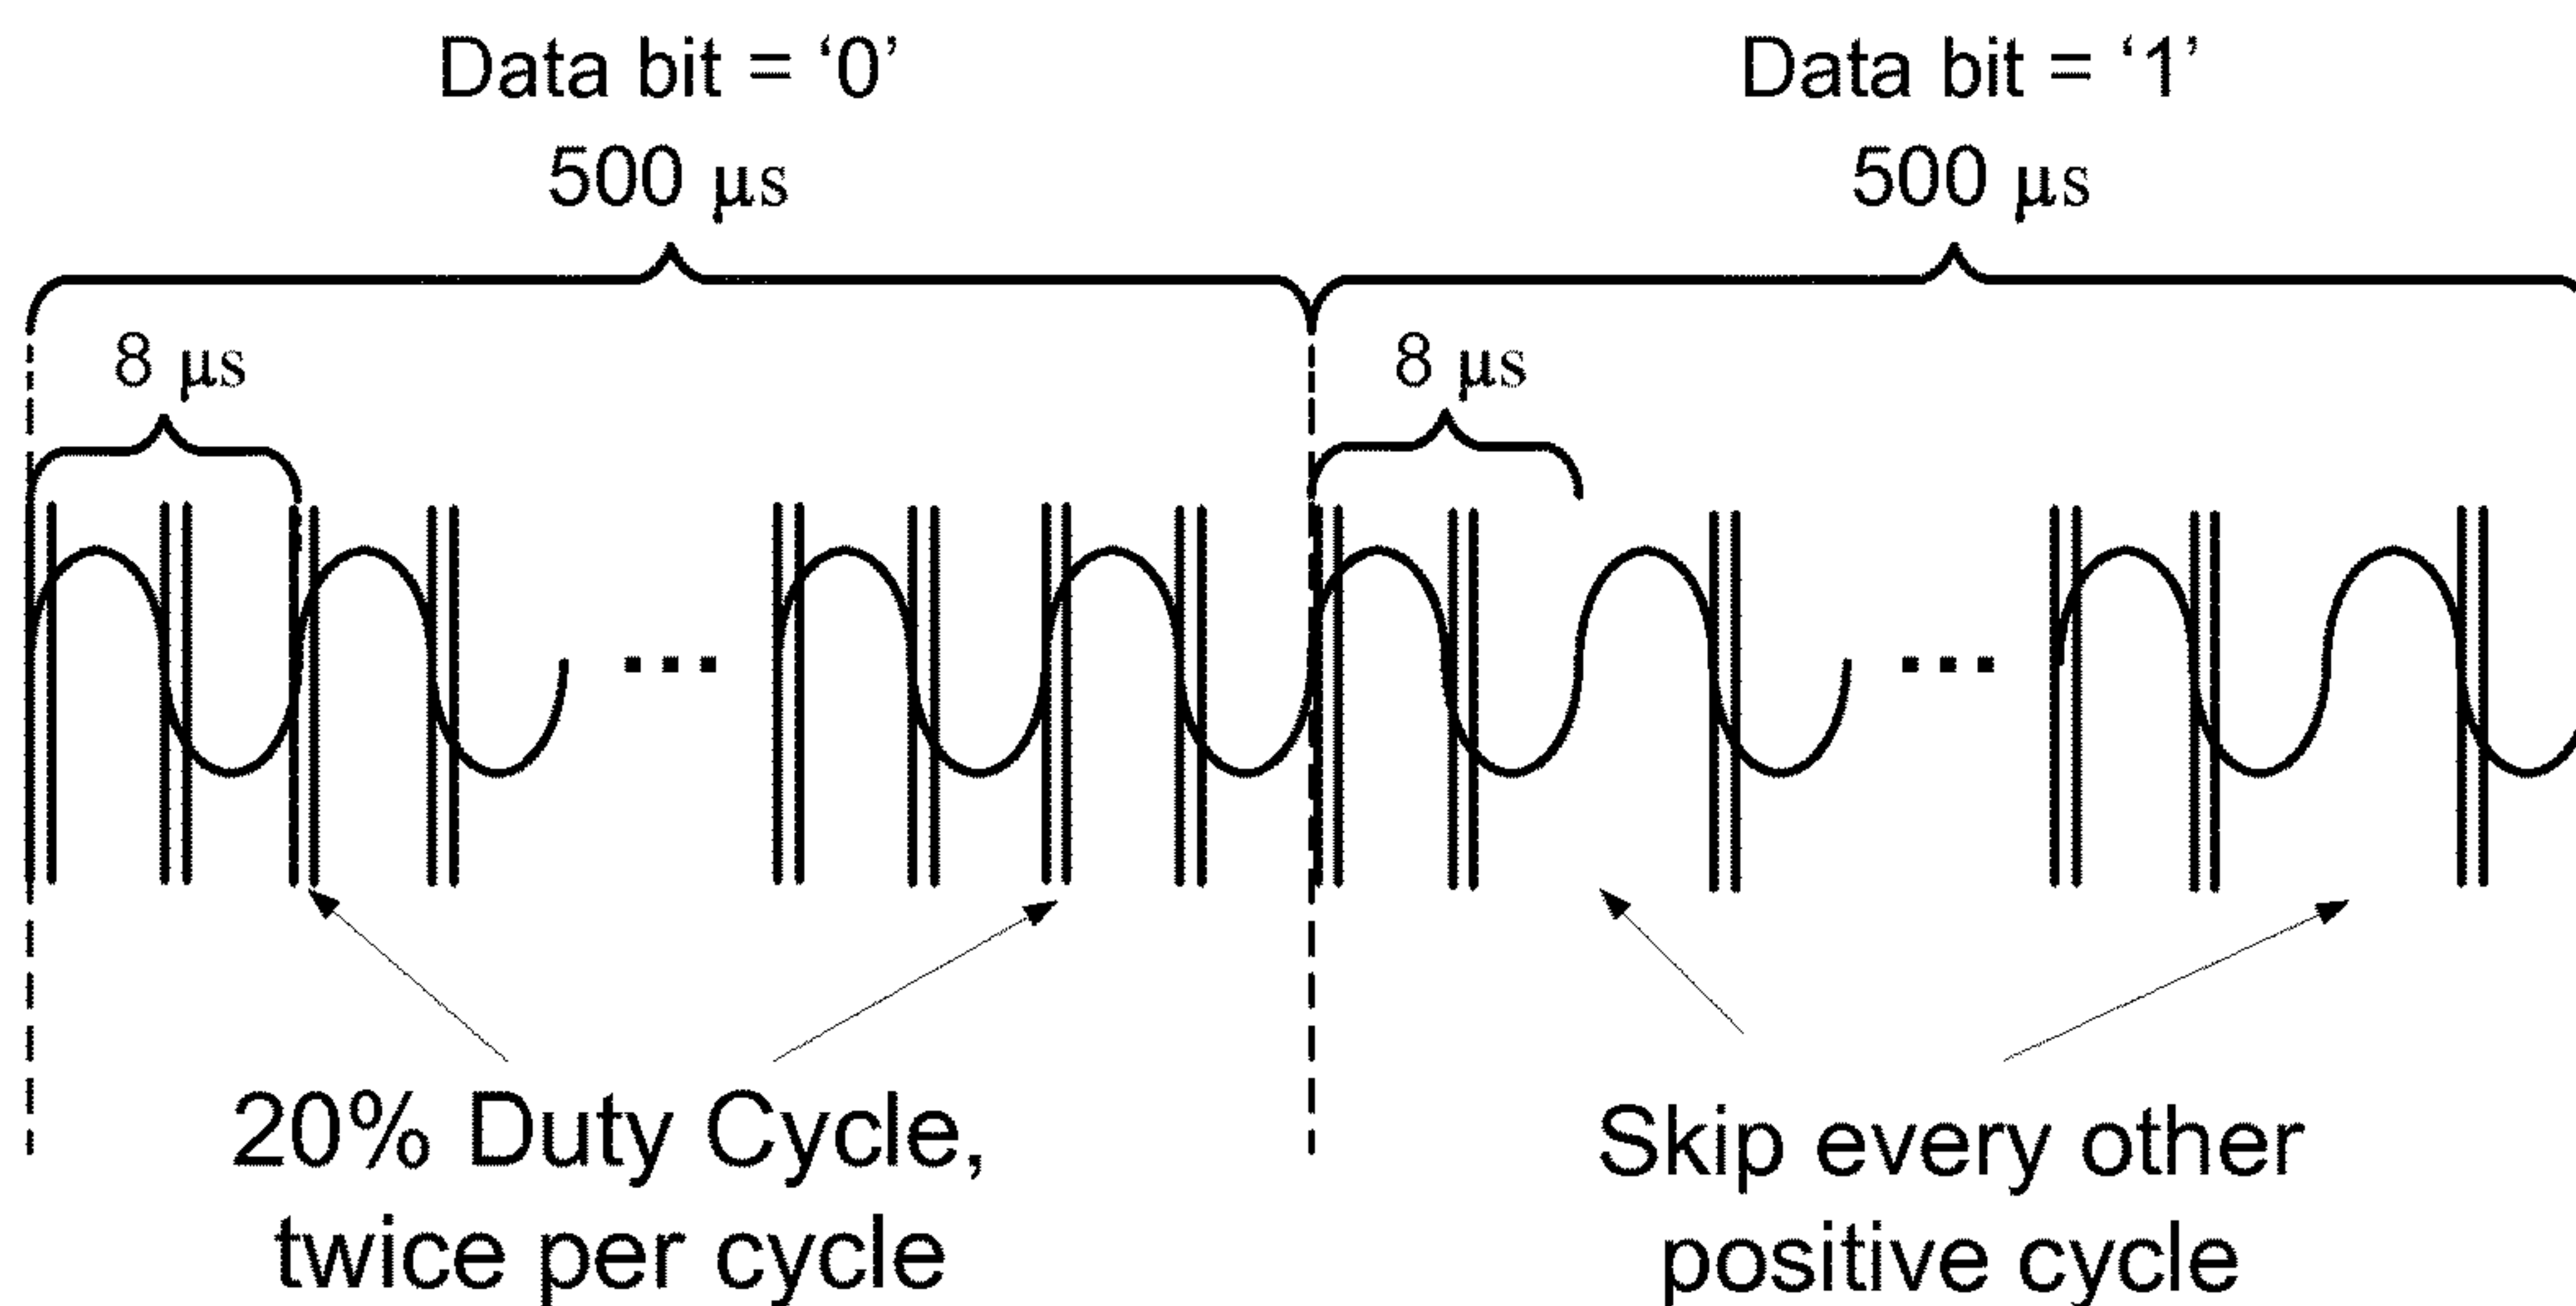 Data bit = ‘0’
500 μs
Data bit = ‘1’
500 μs
8 μs
8 μs
20% Duty Cycle,
twice per cycle
Skip every other
positive cycle